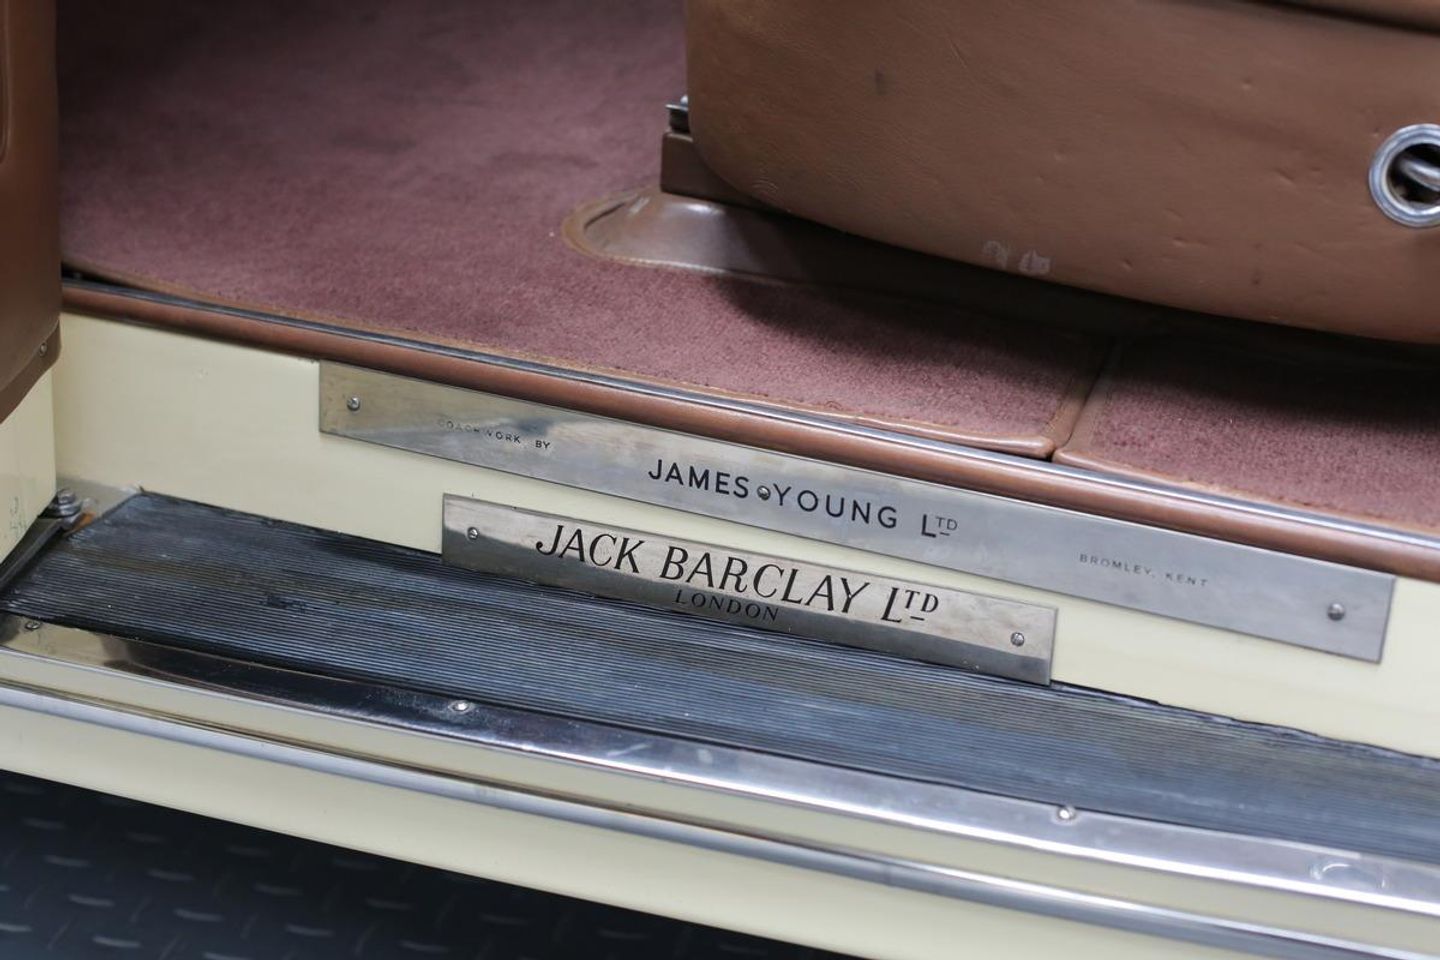 COACHWORK BY
JAMES YOUNG LTD
BROMLEY, KENT
JACK BARCLAY LTD
LONDON